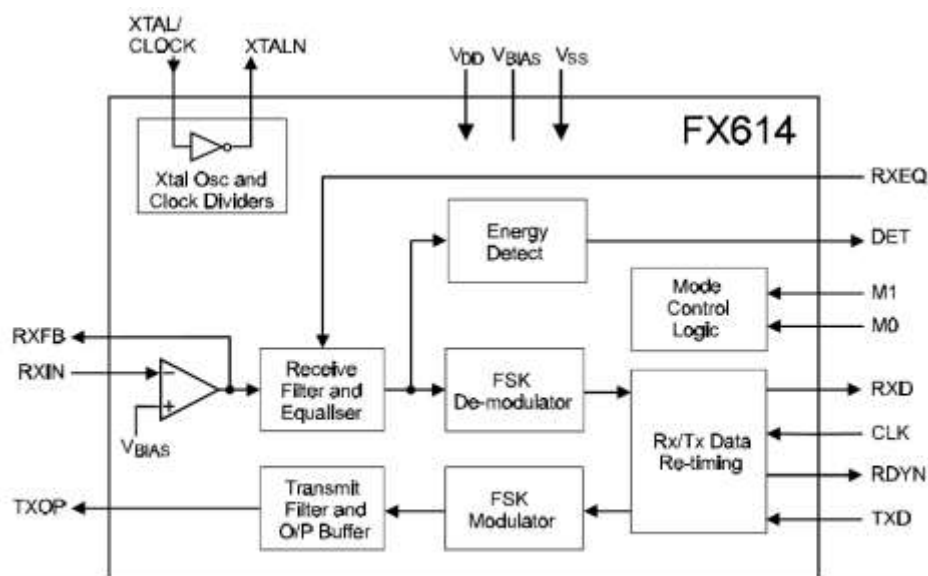 XTAL/
CLOCK
XTALN
VDD
VBIAS
VSS
FX614
Xtal Osc and
Clock Dividers
RXEQ
Energy
Detect
DET
Mode
Control
Logic
M1
M0
RXFB
RXIN
VBIAS
Receive
Filter and
Equaliser
FSK
De-modulator
Rx/Tx Data
Re-timing
RXD
CLK
RDYN
TXD
TXOP
Transmit
Filter and
O/P Buffer
FSK
Modulator